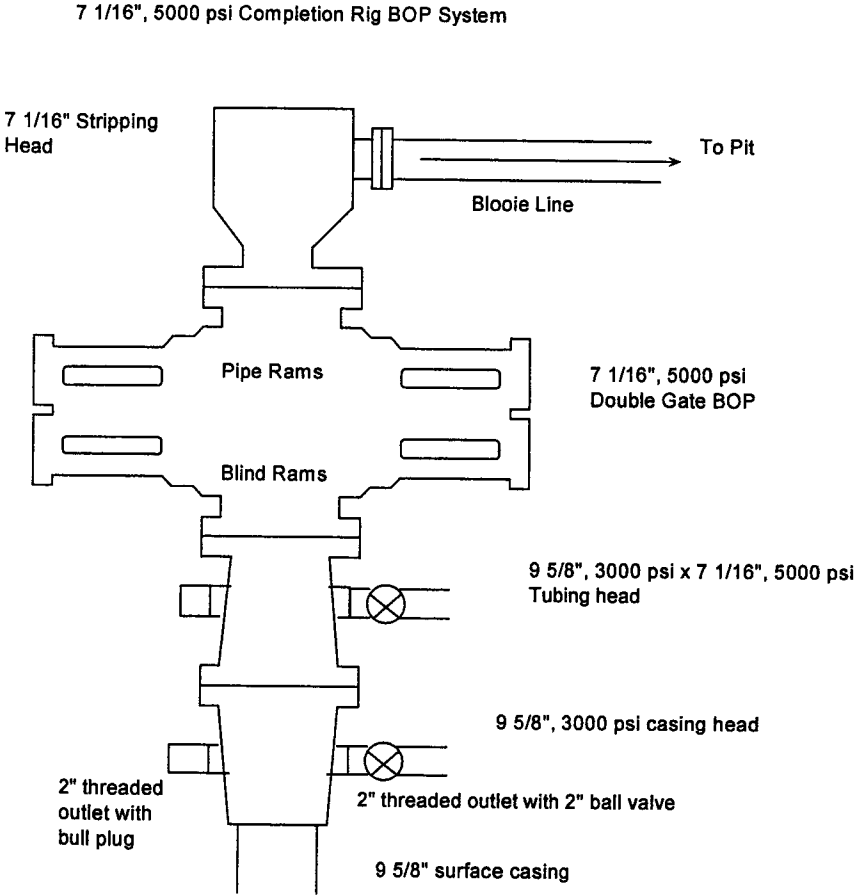 7 1/16", 5000 psi Completion Rig BOP System
7 1/16" Stripping
Head
To Pit
Blooie Line
Pipe Rams
7 1/16", 5000 psi
Double Gate BOP
Blind Rams
9 5/8", 3000 psi x 7 1/16", 5000 psi
Tubing head
9 5/8", 3000 psi casing head
2" threaded
outlet with
bull plug
2" threaded outlet with 2" ball valve
9 5/8" surface casing